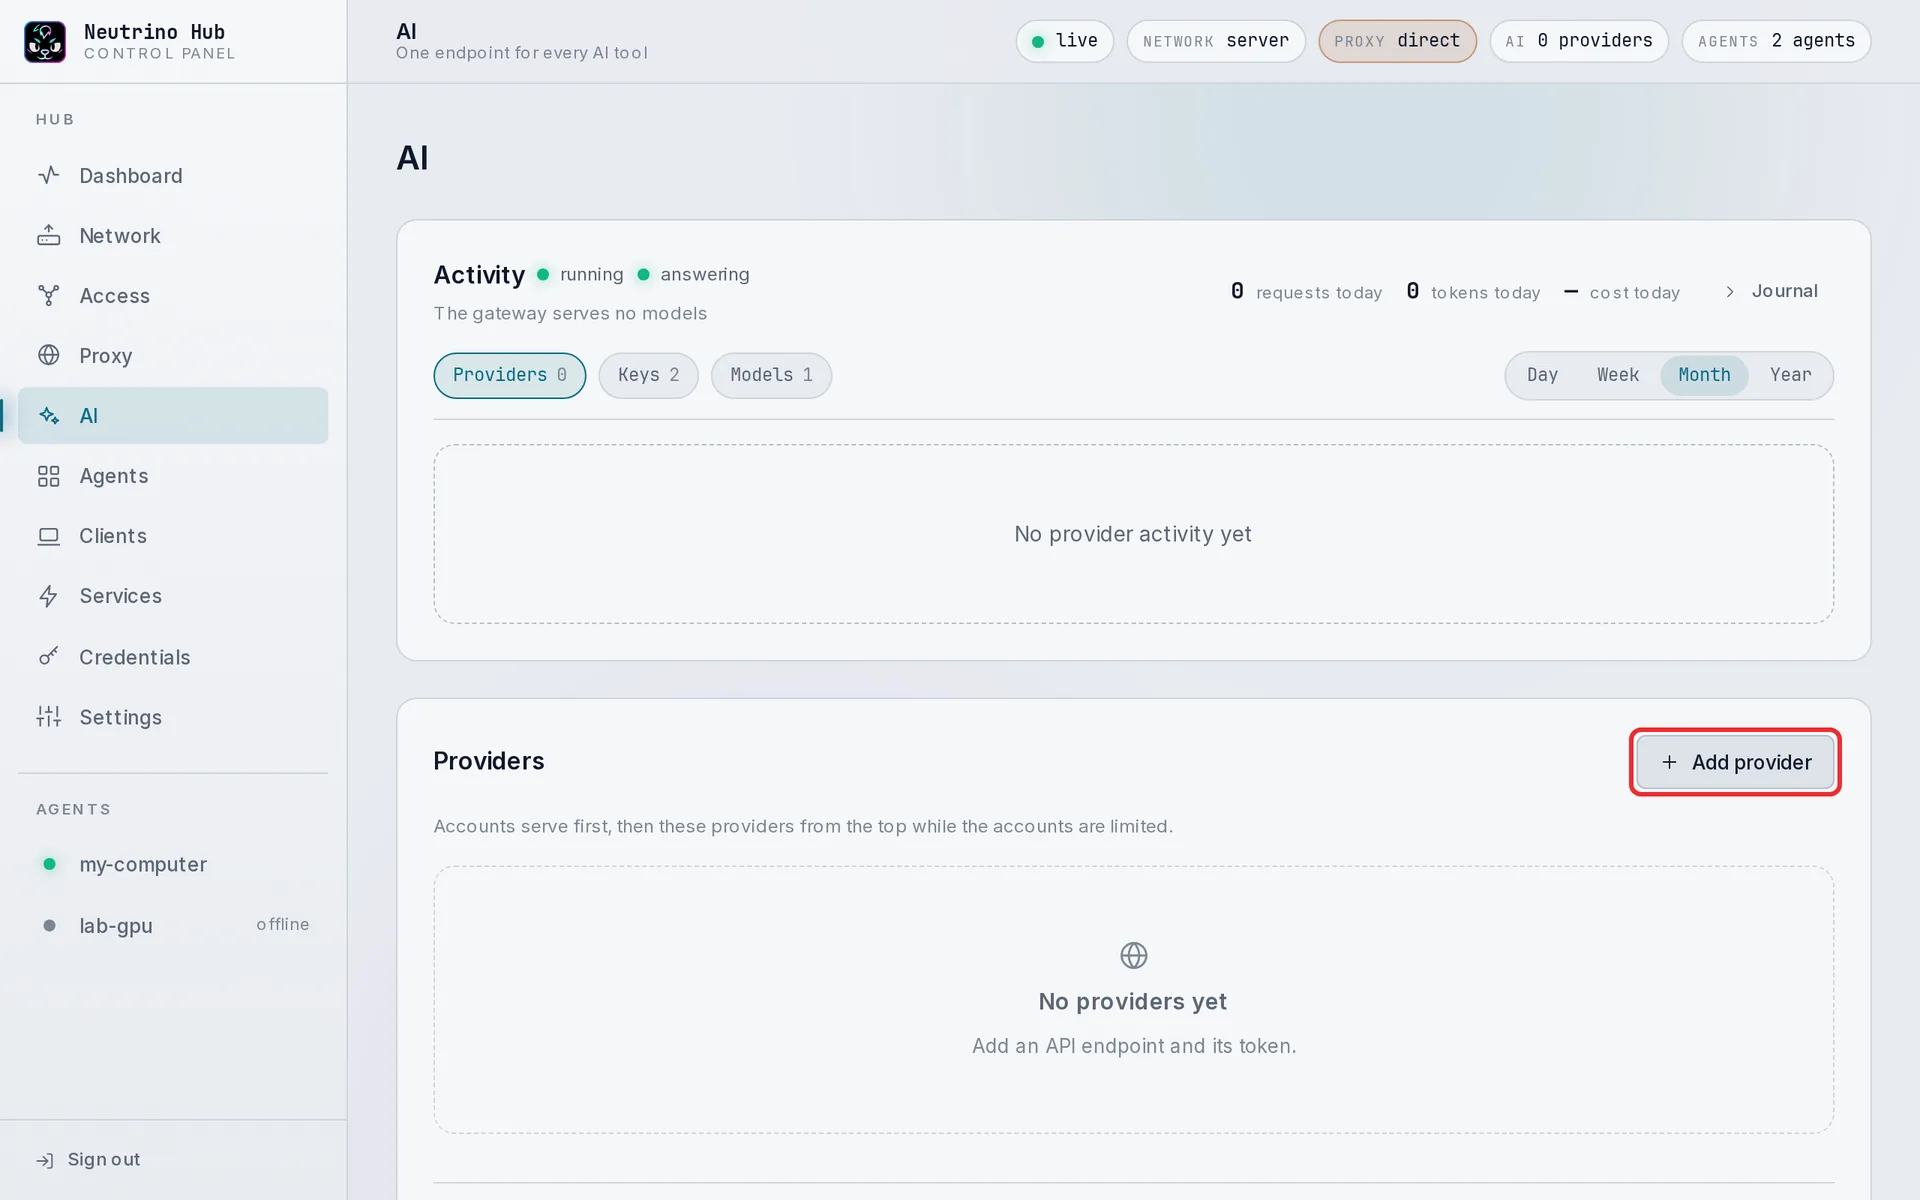 Neutrino Hub
CONTROL PANEL
AI
One endpoint for every AI tool
live
NETWORK server
PROXY direct
AI 0 providers
AGENTS 2 agents
HUB
Dashboard
Network
Access
Proxy
AI
Agents
Clients
Services
Credentials
Settings
AGENTS
my-computer
lab-gpu offline
Sign out
AI
Activity running answering
The gateway serves no models
0 requests today 0 tokens today – cost today
Journal
Providers 0
Keys 2
Models 1
Day Week Month Year
No provider activity yet
Providers
+ Add provider
Accounts serve first, then these providers from the top while the accounts are limited.
No providers yet
Add an API endpoint and its token.